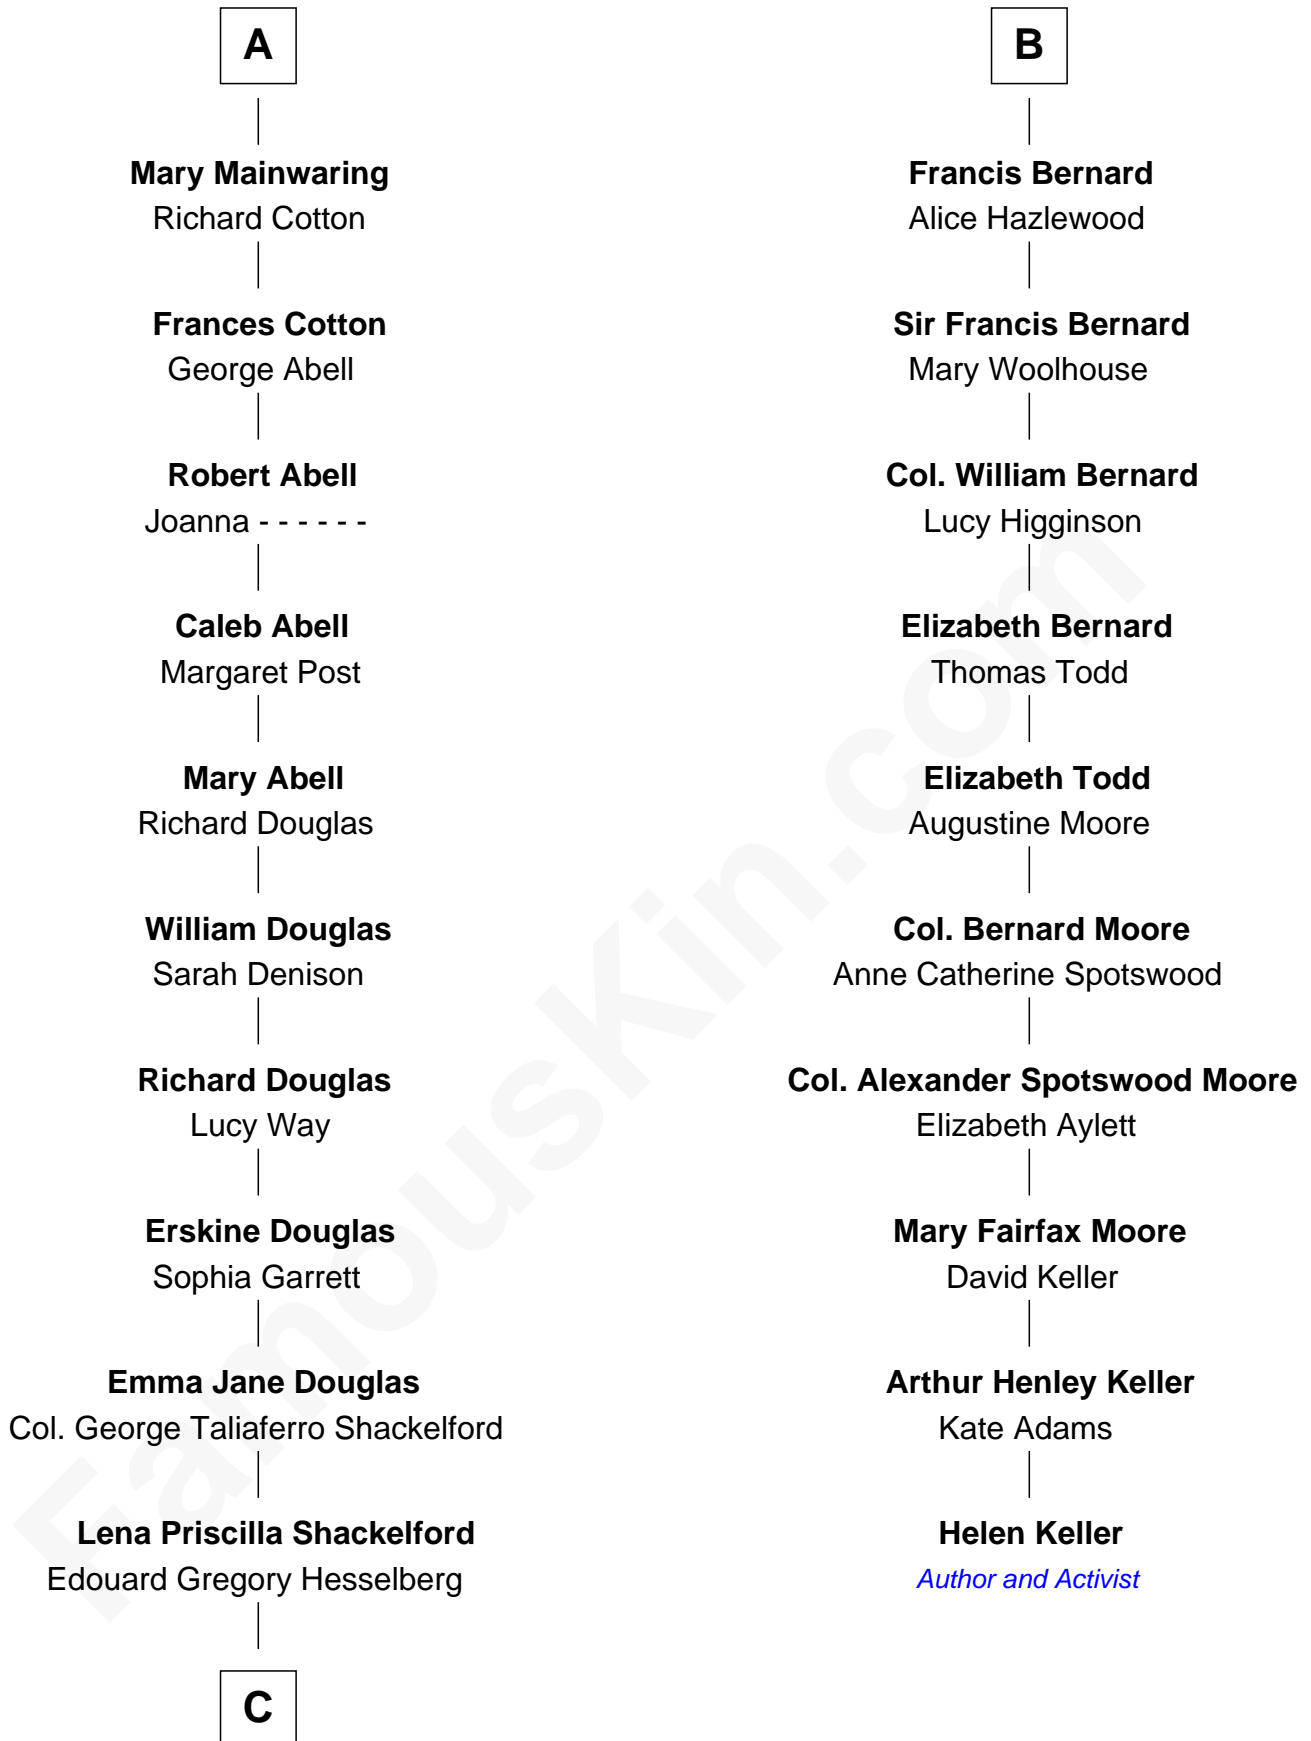 A
Mary Mainwaring
Richard Cotton
Frances Cotton
George Abell
Robert Abell
Joanna - - - - - -
Caleb Abell
Margaret Post
Mary Abell
Richard Douglas
William Douglas
Sarah Denison
Richard Douglas
Lucy Way
Erskine Douglas
Sophia Garrett
Emma Jane Douglas
Col. George Taliaferro Shackelford
Lena Priscilla Shackelford
Edouard Gregory Hesselberg
C
B
Francis Bernard
Alice Hazlewood
Sir Francis Bernard
Mary Woolhouse
Col. William Bernard
Lucy Higginson
Elizabeth Bernard
Thomas Todd
Elizabeth Todd
Augustine Moore
Col. Bernard Moore
Anne Catherine Spotswood
Col. Alexander Spotswood Moore
Elizabeth Aylett
Mary Fairfax Moore
David Keller
Arthur Henley Keller
Kate Adams
Helen Keller
Author and Activist
FamousKin.com